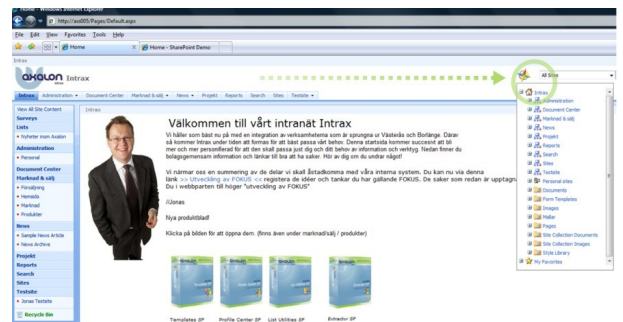 Home - Windows Internet Explorer
http://ass005/Pages/Default.aspx
File Edit View Favorites Tools Help
Home X Home - SharePoint Demo
Intrax
axalon Intrax
All Sites
Intrax Administration Document Center Marknad & sälj News Projekt Reports Search Sites Testsite
View All Site Content
Surveys
Lists
Nyheter inom Axalon
Administration
Personal
Document Center
Marknad & sälj
Försäljning
Hemsida
Marknad
Produkter
News
Sample News Article
News Archive
Projekt
Reports
Search
Sites
Testsite
Jonas Testsite
Recycle Bin
Intrax
Välkommen till vårt intranät Intrax
Vi håller som bäst nu på med en integration av verksamheterna som är sprungna ur Västerås och Borlänge. Därav
så kommer Intrax under tiden att formas för att bäst passa vårt behov. Denna startsida kommer successivt att bli
mer och mer personifierad för att den skall passa just dig och ditt behov av information och verktyg. Nedan finner du
bolagsgemensam information och länkar till bra att ha saker. Hör av dig om du undrar något!
Vi närmar oss en summering av de delar vi skall åstadkomma med våra interna system. Du kan nu via denna
länk >> Utveckling av FOKUS << registera de idéer och tankar du har gällande FOKUS. De saker som redan är upptagna
Du i webbparten till höger "utveckling av FOKUS"
//Jonas
Nya produktblad!
Klicka på bilden för att öppna dem. (finns även under marknad/sälj / produkter)
Templates SP Profile Center SP List Utilities SP Extractor SP
Intrax
Administration
Document Center
Marknad & sälj
News
Projekt
Reports
Search
Sites
Testsite
Personal sites
Documents
Form Templates
Images
Mallar
Pages
Site Collection Documents
Site Collection Images
Style Library
My Favorites